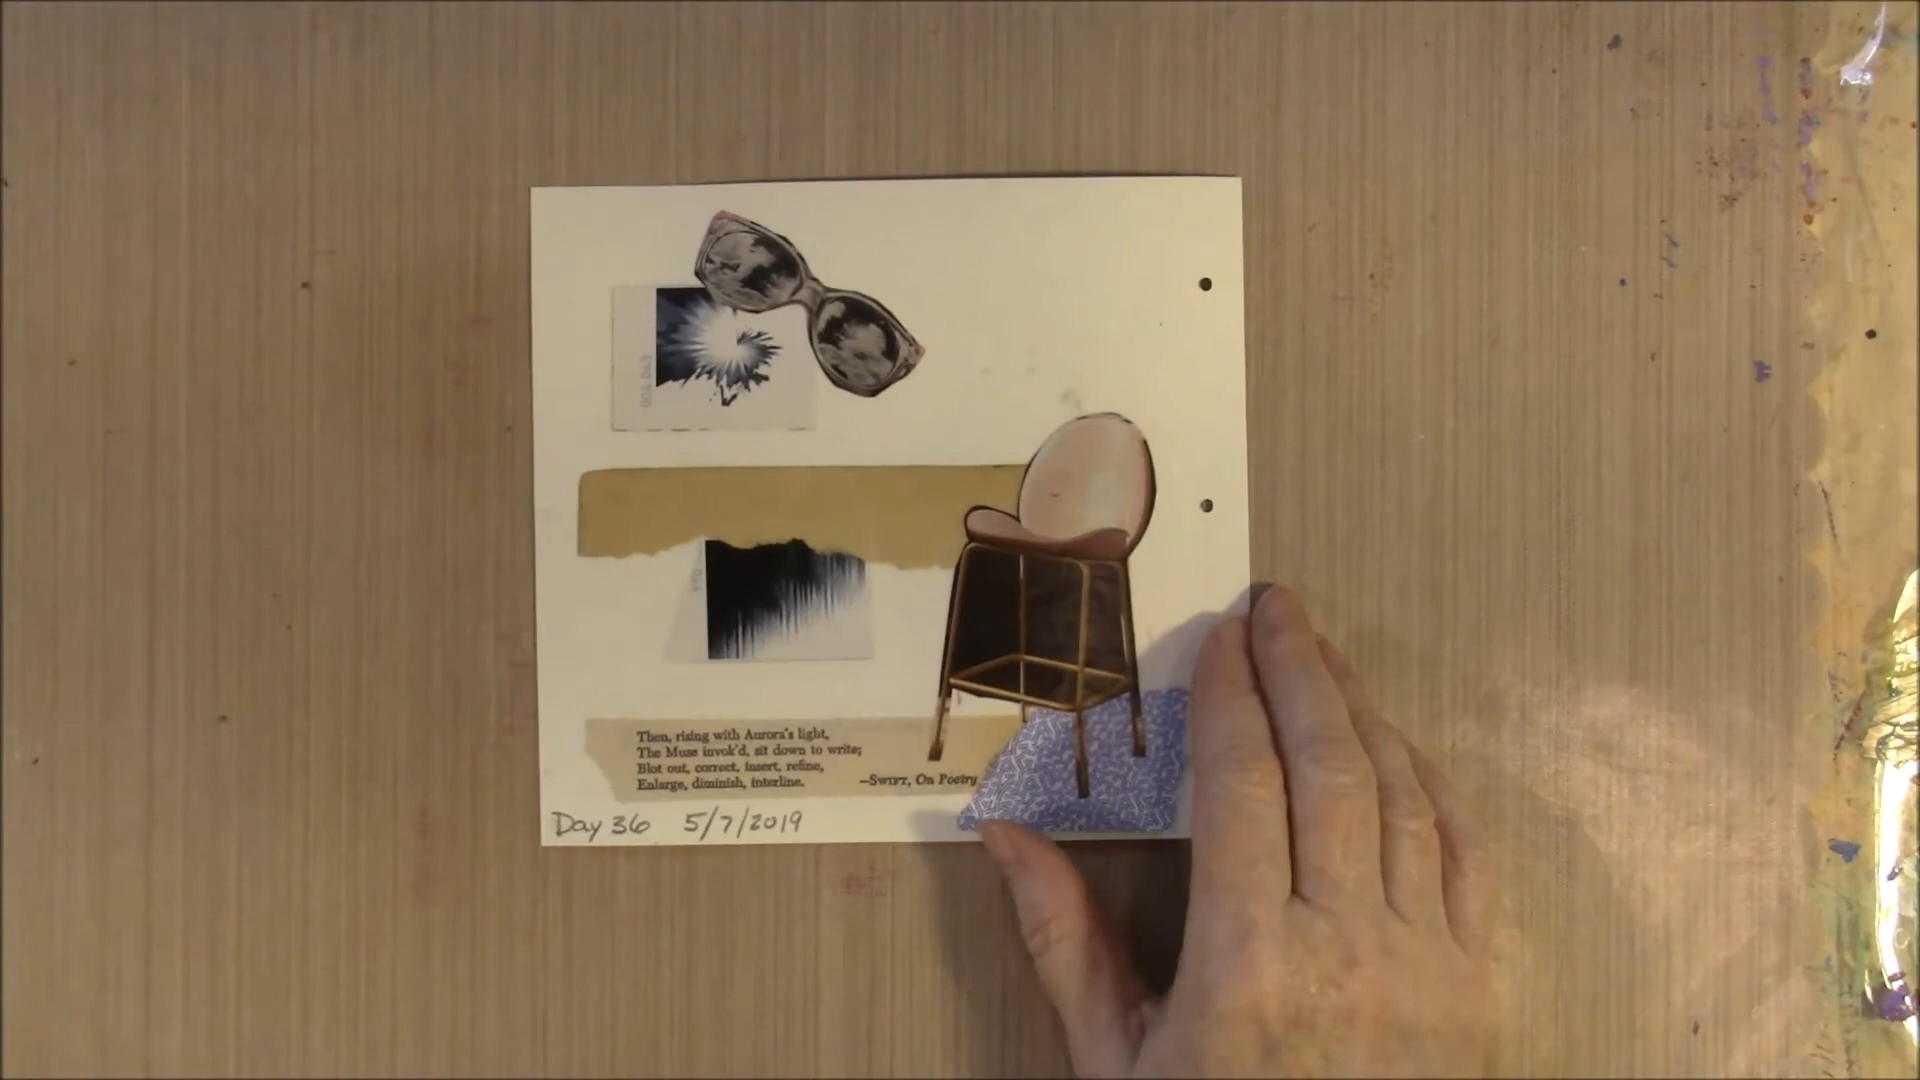 Then, rising with Aurora's light,
The Muse invok'd, sit down to write;
Blot out, correct, insert, refine,
Enlarge, diminish, interline.
—SWIFT, On Poetry
Day 36 5/7/2019